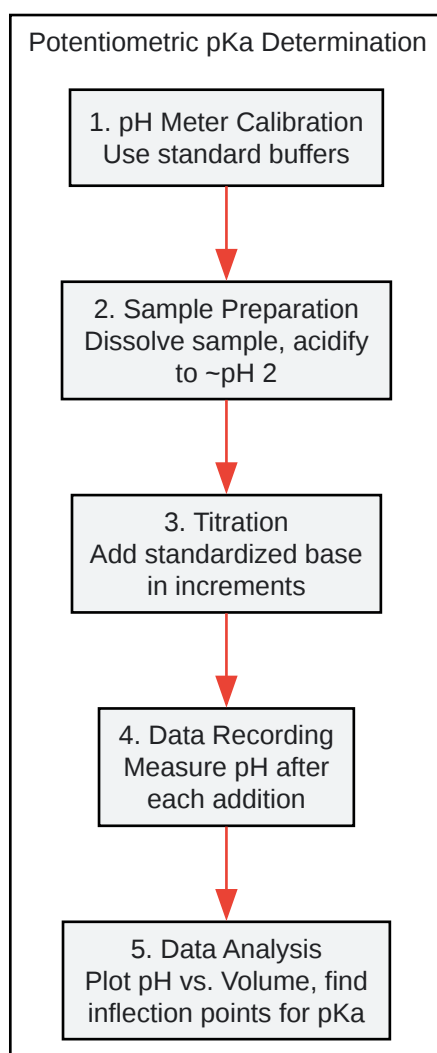 Potentiometric pKa Determination
1. pH Meter Calibration
Use standard buffers
2. Sample Preparation
Dissolve sample, acidify
to ~pH 2
3. Titration
Add standardized base
in increments
4. Data Recording
Measure pH after
each addition
5. Data Analysis
Plot pH vs. Volume, find
inflection points for pKa